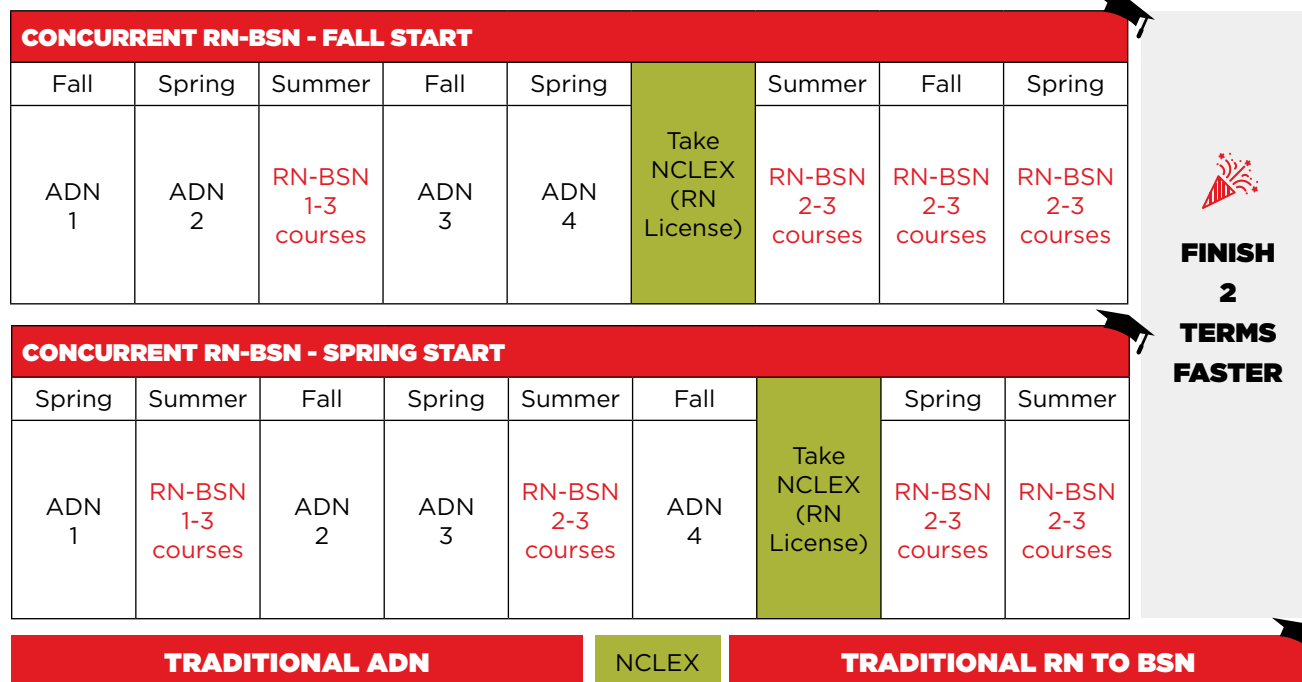 CONCURRENT RN-BSN - FALL START
Fall Spring Summer Fall Spring Summer Fall Spring
ADN
1
ADN
2
RN-BSN
1-3
courses
ADN
3
ADN
4
Take
NCLEX
(RN
License)
RN-BSN
2-3
courses
RN-BSN
2-3
courses
RN-BSN
2-3
courses
CONCURRENT RN-BSN - SPRING START
Spring Summer Fall Spring Summer Fall Spring Summer
ADN
1
RN-BSN
1-3
courses
ADN
2
ADN
3
RN-BSN
2-3
courses
ADN
4
Take
NCLEX
(RN
License)
RN-BSN
2-3
courses
RN-BSN
2-3
courses
FINISH
2
TERMS
FASTER
TRADITIONAL ADN
NCLEX
TRADITIONAL RN TO BSN